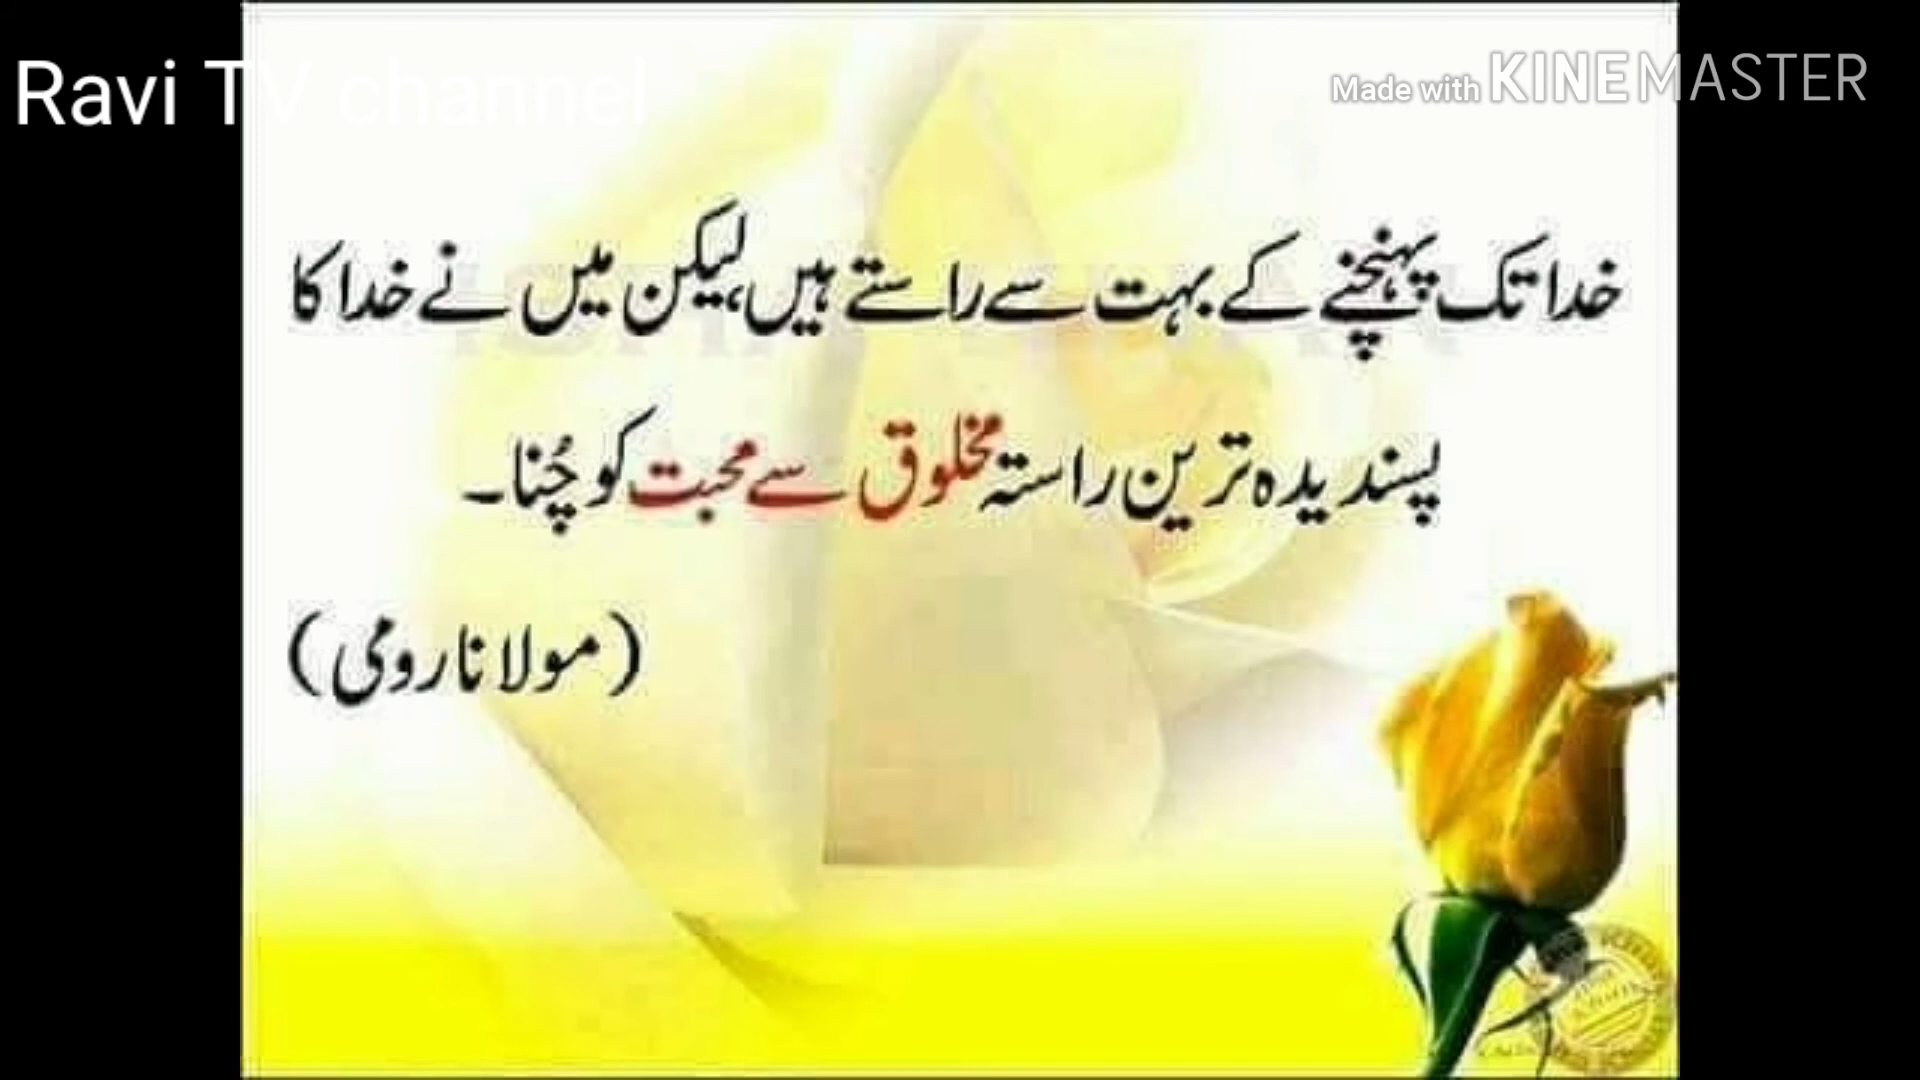 Ravi TV channel
Made with KINEMASTER
خدا تک پہنچنے کے بہت سے راستے ہیں، لیکن میں نے خدا کا
پسندیدہ ترین راستہ مخلوق سے محبت کو چُنا۔
(مولانا رومی)